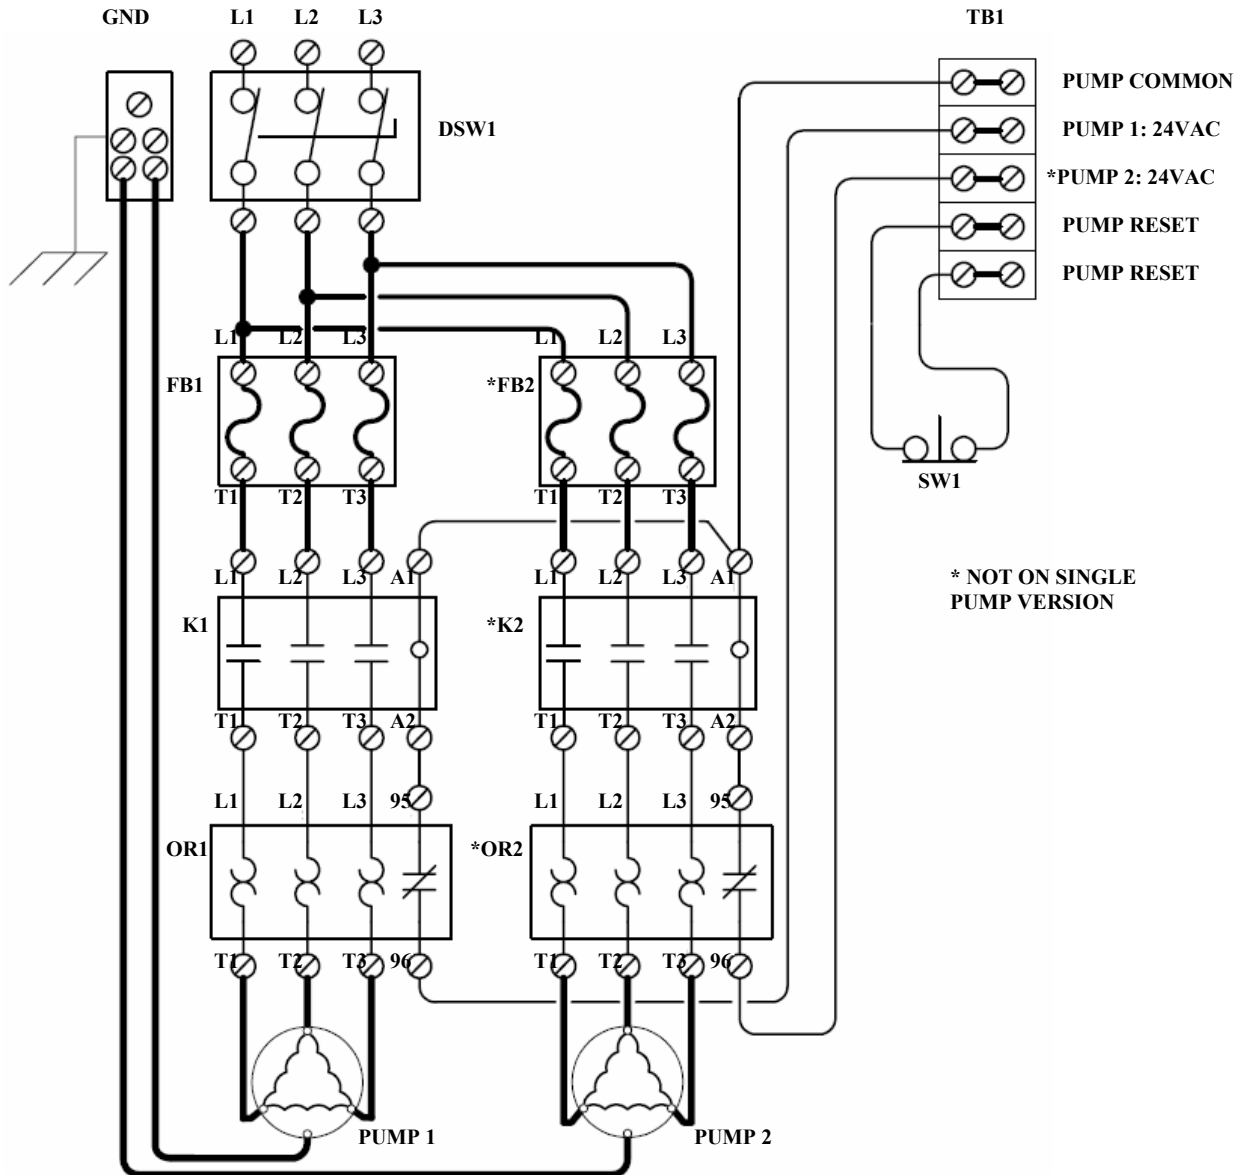 GND L1 L2 L3 TB1
PUMP COMMON
DSW1 PUMP 1: 24VAC
*PUMP 2: 24VAC
PUMP RESET
PUMP RESET
L1 L2 L3 L1 L2 L3
FB1 *FB2
SW1
T1 T2 T3 T1 T2 T3
L1 L2 L3 A1 L1 L2 L3 A1
* NOT ON SINGLE
PUMP VERSION
K1 *K2
T1 T2 T3 A2 T1 T2 T3 A2
L1 L2 L3 95 L1 L2 L3 95
OR1 *OR2
T1 T2 T3 96 T1 T2 T3 96
PUMP 1 PUMP 2